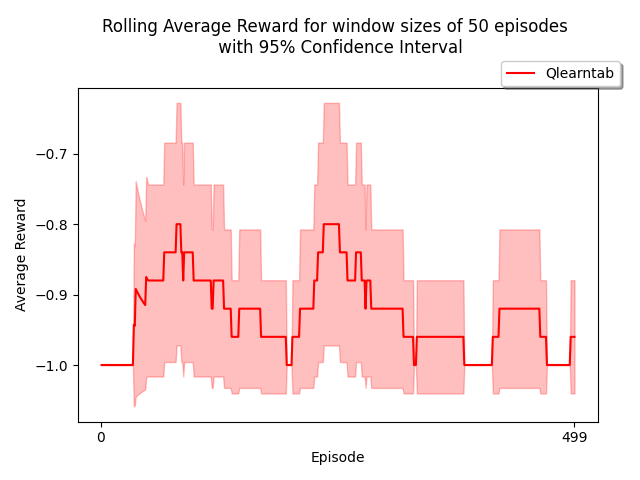 Rolling Average Reward for window sizes of 50 episodes
with 95% Confidence Interval
Qlearntab
Average Reward
−0.7
−0.8
−0.9
−1.0
0
499
Episode